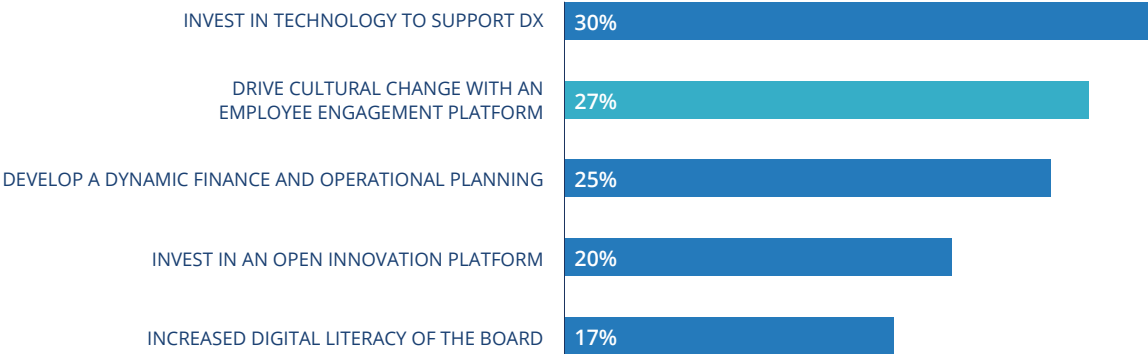 INVEST IN TECHNOLOGY TO SUPPORT DX
30%
DRIVE CULTURAL CHANGE WITH AN
EMPLOYEE ENGAGEMENT PLATFORM
27%
DEVELOP A DYNAMIC FINANCE AND OPERATIONAL PLANNING
25%
INVEST IN AN OPEN INNOVATION PLATFORM
20%
INCREASED DIGITAL LITERACY OF THE BOARD
17%